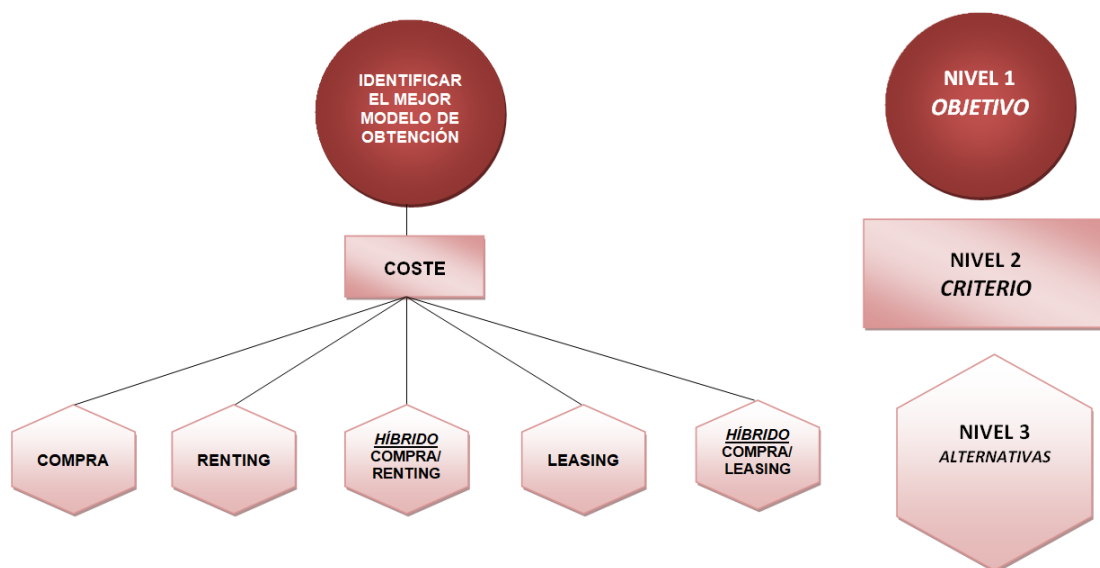 IDENTIFICAR
EL MEJOR
MODELO DE
OBTENCIÓN
NIVEL 1
OBJETIVO
COSTE
NIVEL 2
CRITERIO
COMPRA
RENTING
HÍBRIDO
COMPRA/
RENTING
LEASING
HÍBRIDO
COMPRA/
LEASING
NIVEL 3
ALTERNATIVAS